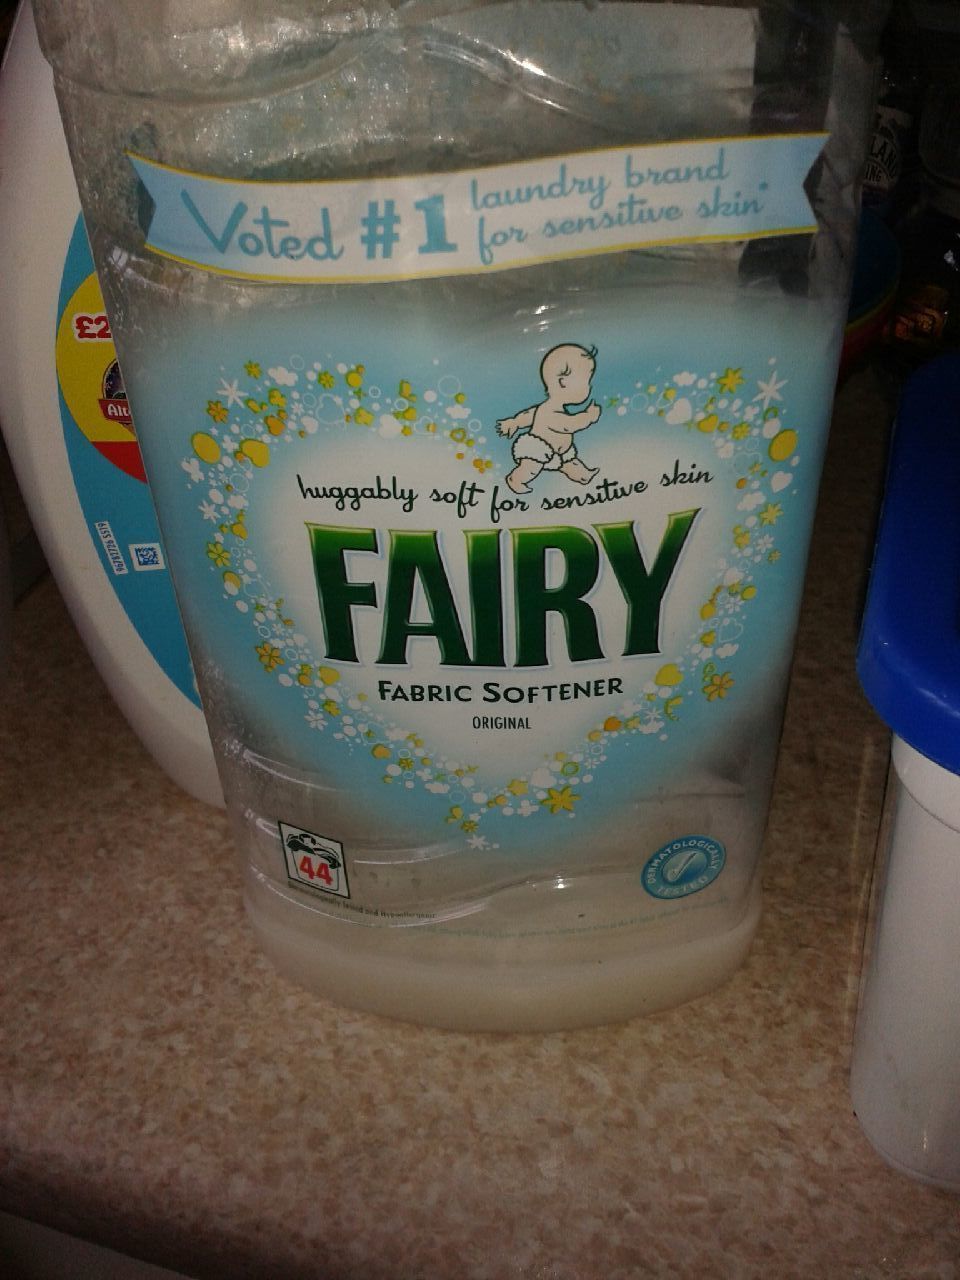 Voted #1 laundry brand
for sensitive skin*
huggably soft for sensitive skin
FAIRY
FABRIC SOFTENER
ORIGINAL
44
DERMATOLOGICALLY
TESTED
£2